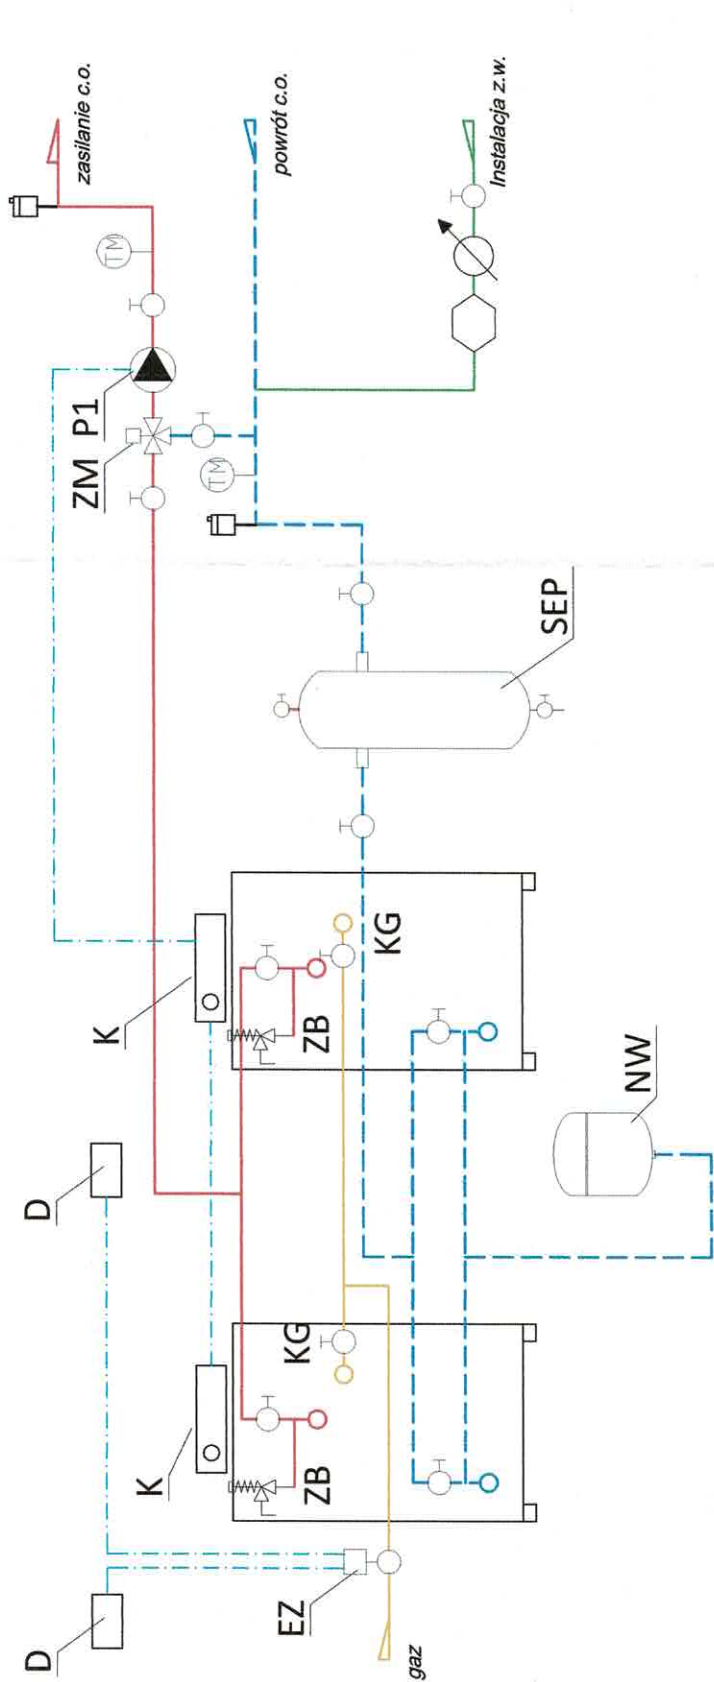 zasilanie c.o.
powrót c.o.
Instalacja z.w.
TM
P1
ZM
TM
SEP
K
KG
ZB
D
NW
K
KG
ZB
D
EZ
gaz